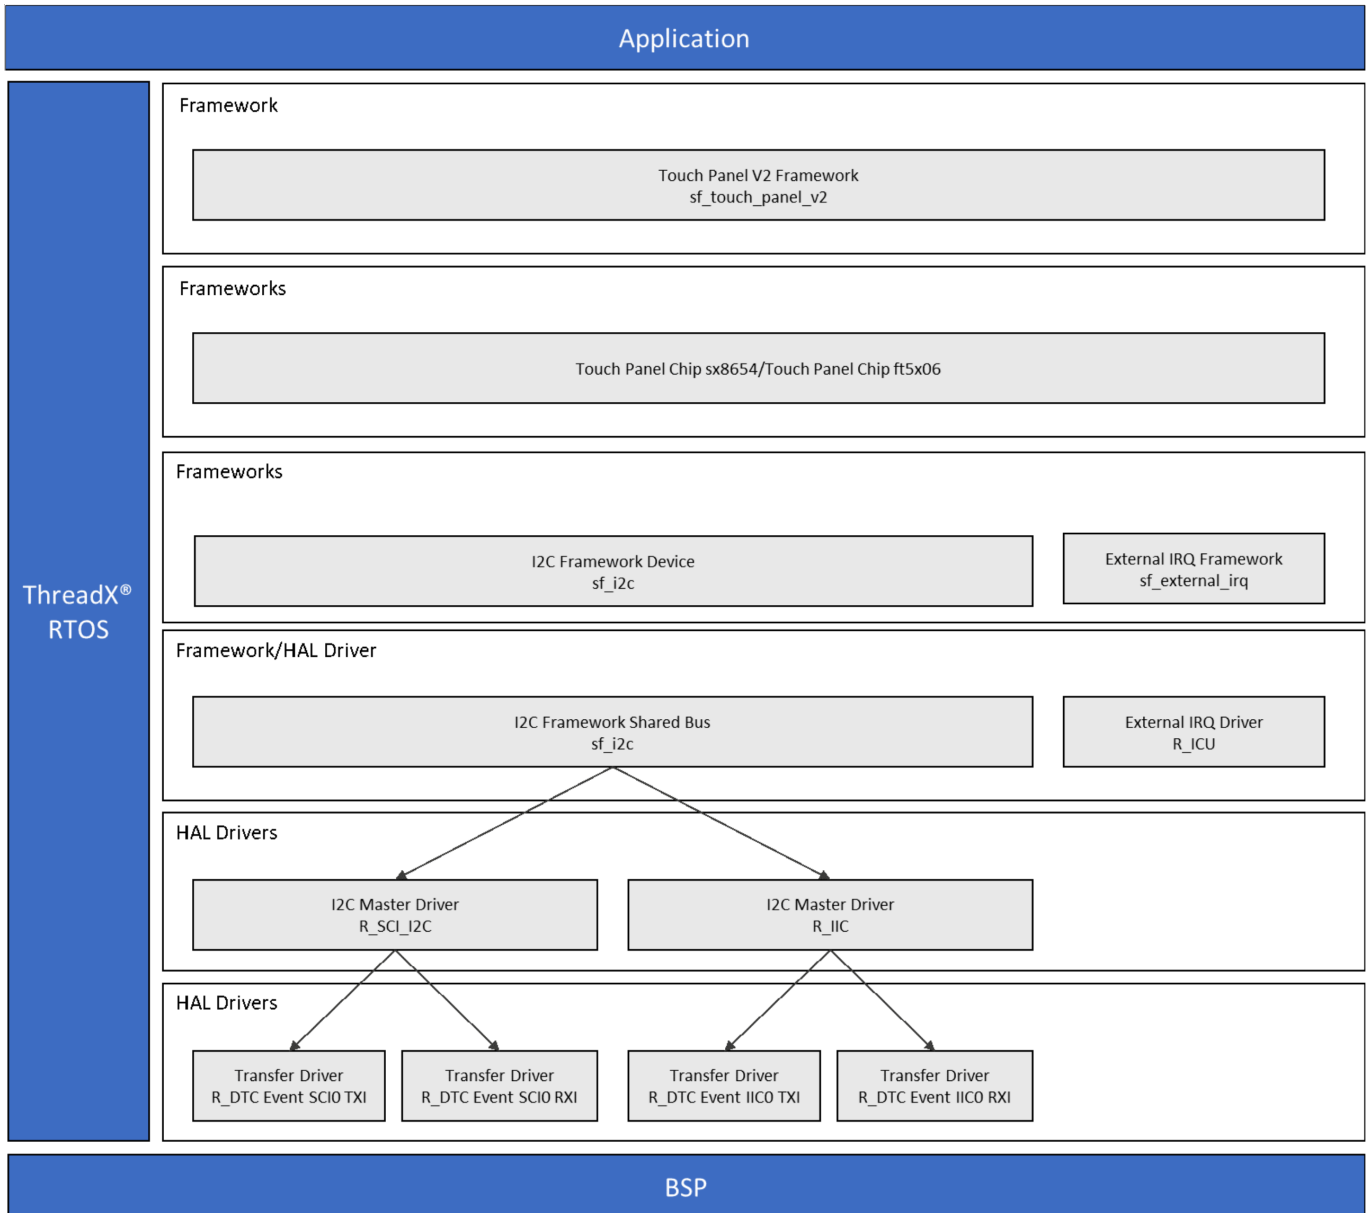 Application
ThreadX®
RTOS
Framework
Touch Panel V2 Framework
sf_touch_panel_v2
Frameworks
Touch Panel Chip sx8654/Touch Panel Chip ft5x06
Frameworks
I2C Framework Device
sf_i2c
External IRQ Framework
sf_external_irq
Framework/HAL Driver
I2C Framework Shared Bus
sf_i2c
External IRQ Driver
R_ICU
HAL Drivers
I2C Master Driver
R_SCI_I2C
I2C Master Driver
R_IIC
HAL Drivers
Transfer Driver
R_DTC Event SCI0 TXI
Transfer Driver
R_DTC Event SCI0 RXI
Transfer Driver
R_DTC Event IIC0 TXI
Transfer Driver
R_DTC Event IIC0 RXI
BSP